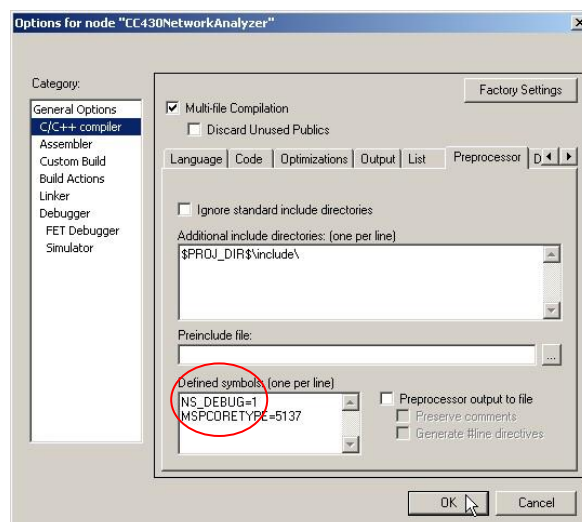 Options for node "CC430NetworkAnalyzer"
Category:
General Options
C/C++ compiler
Assembler
Custom Build
Build Actions
Linker
Debugger
FET Debugger
Simulator
Factory Settings
Multi-file Compilation
Discard Unused Publics
Language Code Optimizations Output List Preprocessor D
Ignore standard include directories
Additional include directories: (one per line)
$PROJ_DIR$\include\
Preinclude file:
...
Defined symbols: (one per line)
NS_DEBUG=1
MSPCORETYPE=5137
Preprocessor output to file
Preserve comments
Generate #line directives
OK Cancel